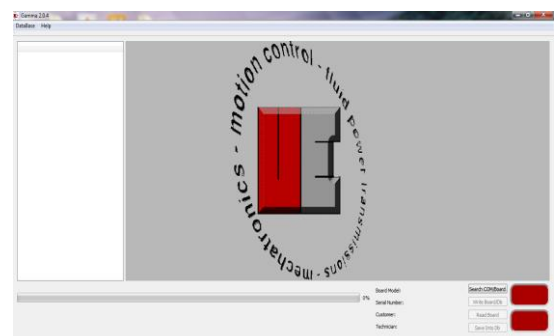 Gamma 2.0.4
DataBase Help
motion control - fluid power transmissions - mechatronics -
0%
Board Model:
Serial Number:
Customer:
Technician:
Search COM/Board
Write Board/Db
Read Board
Save Only Db